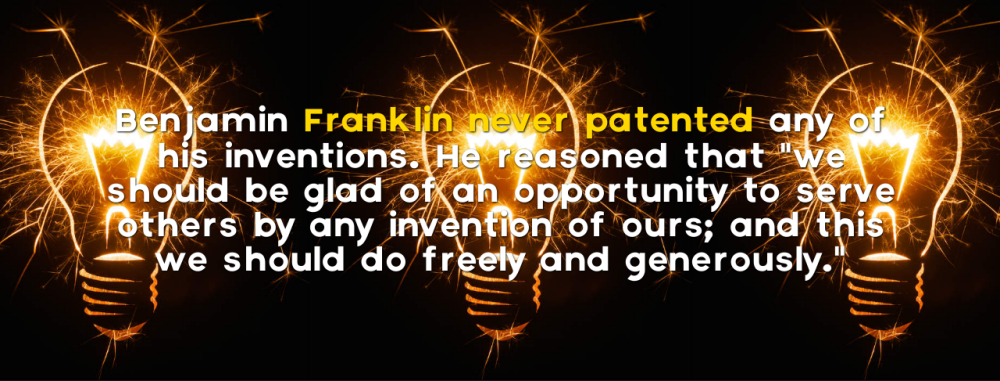 Benjamin Franklin never patented any of
his inventions. He reasoned that "we
should be glad of an opportunity to serve
others by any invention of ours; and this
we should do freely and generously."